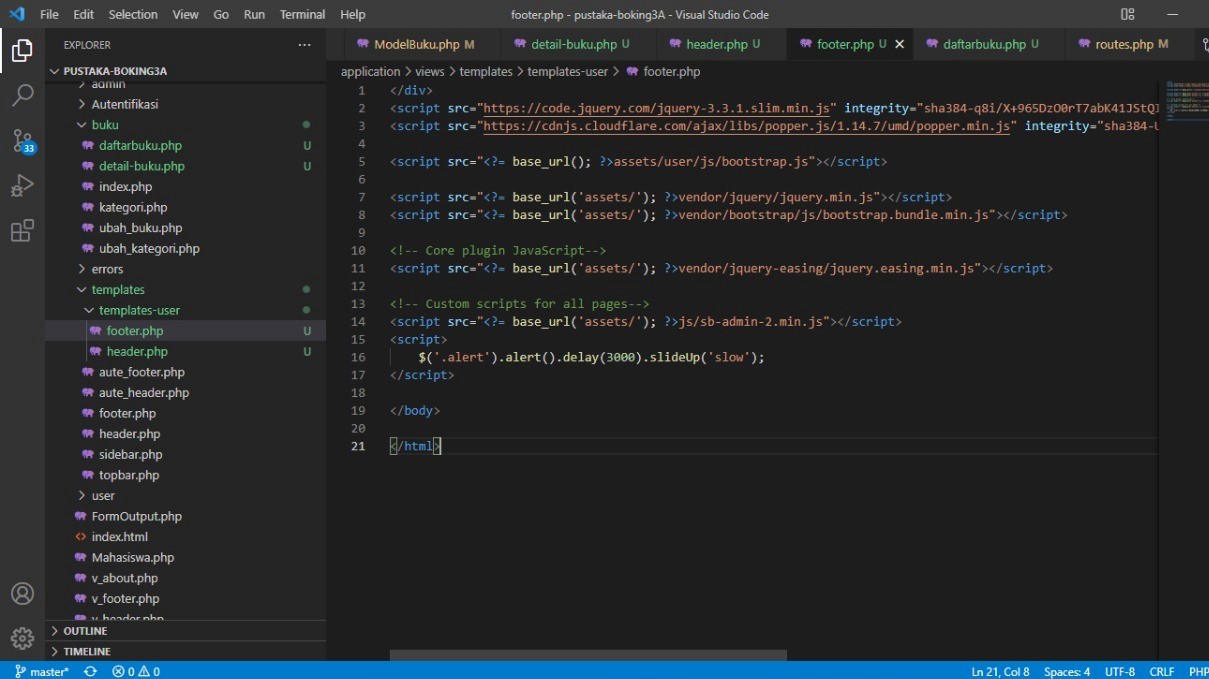 File Edit Selection View Go Run Terminal Help footer.php - pustaka-boking3A - Visual Studio Code
EXPLORER
PUSTAKA-BOKING3A
admin
Autentifikasi
buku
daftarbuku.php U
detail-buku.php U
index.php
kategori.php
ubah_buku.php
ubah_kategori.php
errors
templates
templates-user
footer.php U
header.php U
aute_footer.php
aute_header.php
footer.php
header.php
sidebar.php
topbar.php
user
FormOutput.php
index.html
Mahasiswa.php
v_about.php
v_footer.php
v_header.php
OUTLINE
TIMELINE
33
ModelBuku.php M detail-buku.php U header.php U footer.php U daftarbuku.php U routes.php M
application > views > templates > templates-user > footer.php
1 </div>
2 <script src="https://code.jquery.com/jquery-3.3.1.slim.min.js" integrity="sha384-q8i/X+965DzO0rT7abK41JStQI
3 <script src="https://cdnjs.cloudflare.com/ajax/libs/popper.js/1.14.7/umd/popper.min.js" integrity="sha384-U
4
5 <script src="<?= base_url(); ?>assets/user/js/bootstrap.js"></script>
6
7 <script src="<?= base_url('assets/'); ?>vendor/jquery/jquery.min.js"></script>
8 <script src="<?= base_url('assets/'); ?>vendor/bootstrap/js/bootstrap.bundle.min.js"></script>
9
10 <!-- Core plugin JavaScript-->
11 <script src="<?= base_url('assets/'); ?>vendor/jquery-easing/jquery.easing.min.js"></script>
12
13 <!-- Custom scripts for all pages-->
14 <script src="<?= base_url('assets/'); ?>js/sb-admin-2.min.js"></script>
15 <script>
16 $('.alert').alert().delay(3000).slideUp('slow');
17 </script>
18
19 </body>
20
21 </html>
master* 0 0 Ln 21, Col 8 Spaces: 4 UTF-8 CRLF PHP